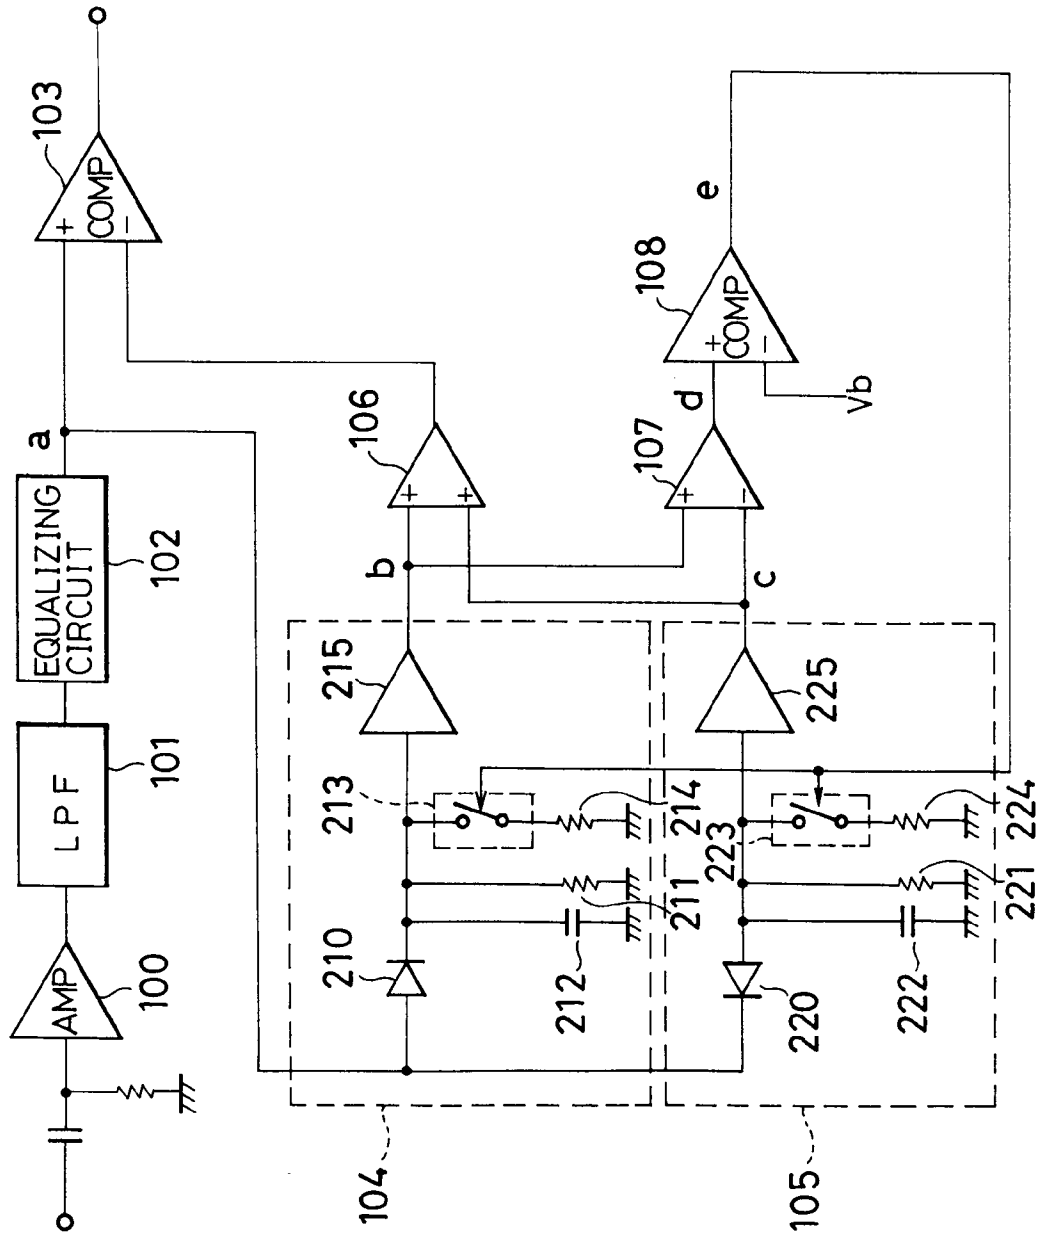 103
COMP
+
−
a
EQUALIZING
CIRCUIT
102
LPF
101
AMP
100
106
+
+
b
107
+
−
c
d
108
COMP
+
−
Vb
e
104
210
212
211
213
214
215
105
220
222
221
223
224
225